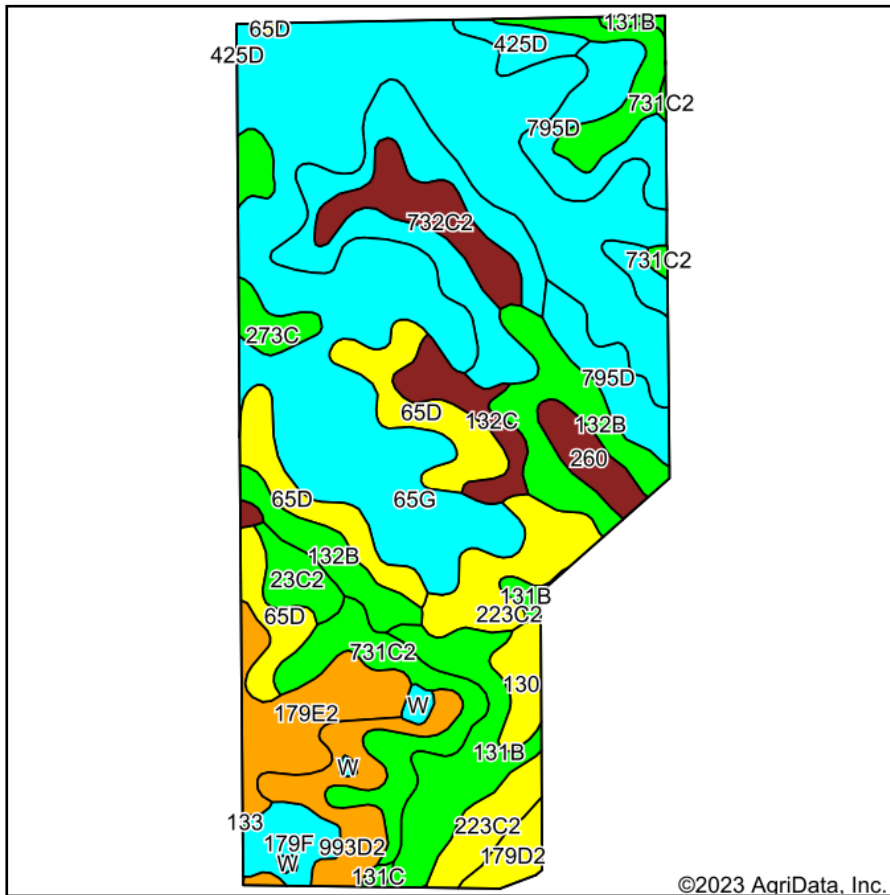 65D
131B
425D
425D
731C2
795D
732C2
731C2
273C
795D
65D
132C
132B
260
65D
65G
132B
23C2
131B
65D
223C2
731C2
130
W
179E2
131B
W
133
223C2
179F
993D2
179D2
W
131C
©2023 AgriData, Inc.